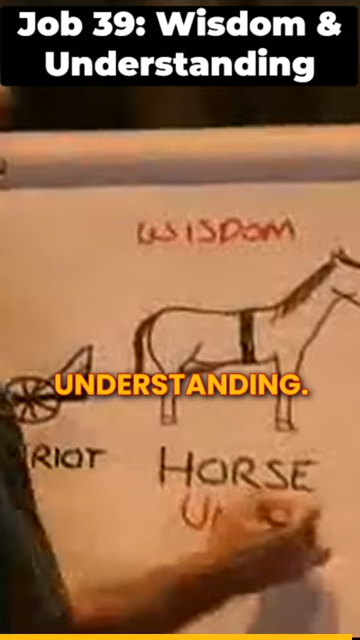 Job 39: Wisdom &
Understanding
WISDOM
UNDERSTANDING.
RIOT
HORSE
U